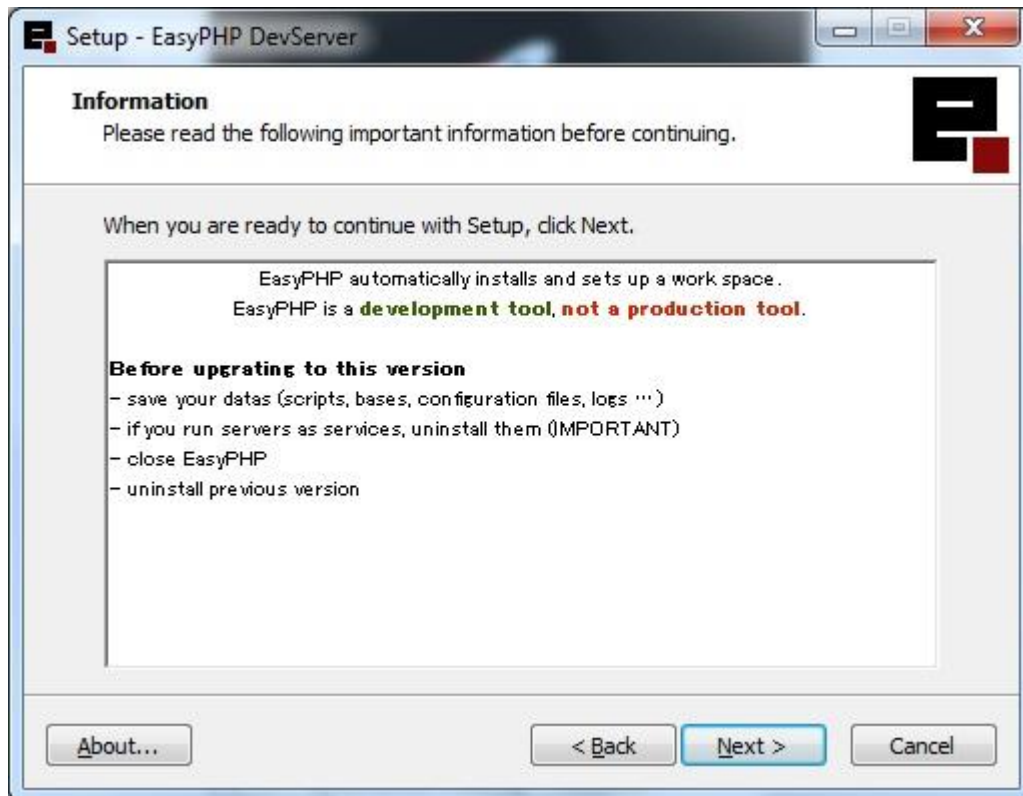 Setup - EasyPHP DevServer
Information
Please read the following important information before continuing.
When you are ready to continue with Setup, click Next.
EasyPHP automatically installs and sets up a work space.
EasyPHP is a development tool, not a production tool.
Before upgrating to this version
- save your datas (scripts, bases, configuration files, logs ...)
- if you run servers as services, uninstall them (IMPORTANT)
- close EasyPHP
- uninstall previous version
About...
< Back
Next >
Cancel